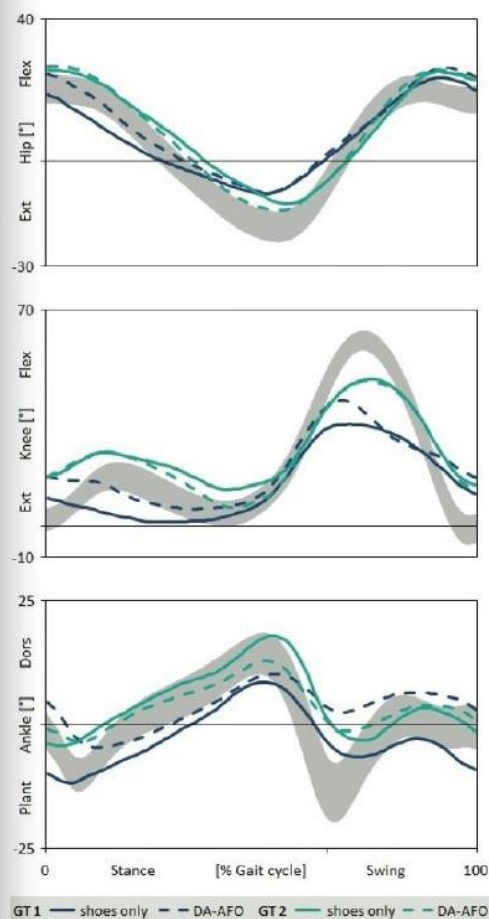 40
Flex
Hip [°]
Ext
-30
70
Flex
Knee [°]
Ext
-10
25
Dors
Ankle [°]
Plant
-25
0 Stance [% Gait cycle] Swing 100
GT 1 shoes only DA-AFO GT 2 shoes only DA-AFO